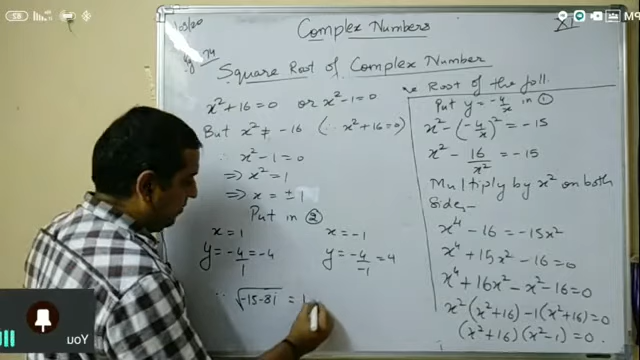 Complex Numbers
XI
Square Root of Complex Number
x²+16=0 or x²-1=0
But x² ≠ -16 (∵ x²+16=0)
∴ x²-1=0
⇒ x² = 1
⇒ x = ±1
Put in ②
x=1 x=-1
y=-4/1=-4 y=-4/-1=4
∵ √-15-8i = 1
Root of the foll.
Put y = -4/x in ①
x²-(-4/x)² = -15
x² - 16/x² = -15
Multiply by x² on both
Side,-
x⁴-16 = -15x²
x⁴+15x²-16=0
x⁴+16x²-x²-16=0
x²(x²+16)-1(x²+16)=0
(x²+16)(x²-1)=0
You